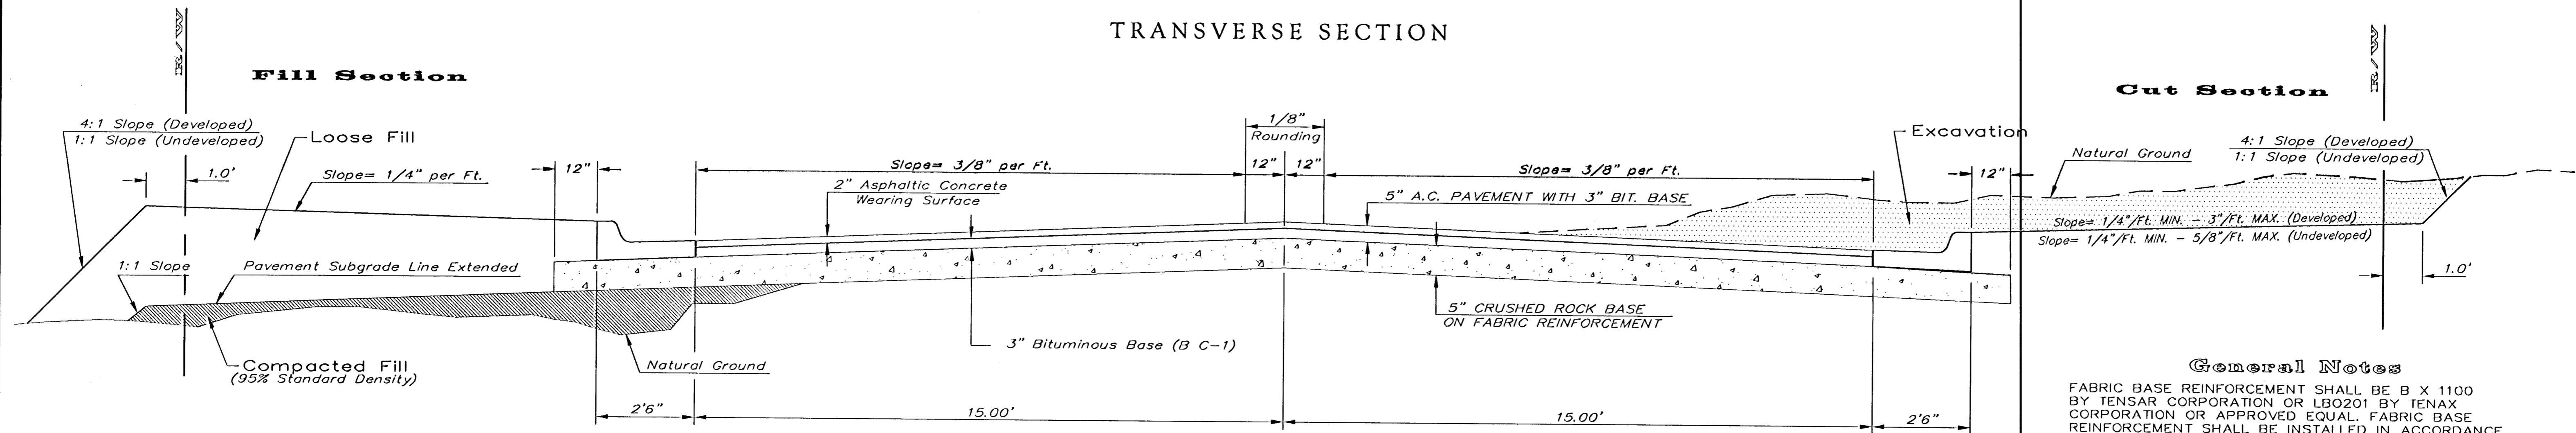 TRANSVERSE SECTION
R/W
Fill Section
4:1 Slope (Developed)
1:1 Slope (Undeveloped)
Loose Fill
1.0'
Slope= 1/4" per Ft.
12"
Slope= 3/8" per Ft.
2" Asphaltic Concrete
Wearing Surface
1/8"
Rounding
12"
12"
Slope= 3/8" per Ft.
5" A.C. PAVEMENT WITH 3" BIT. BASE
Excavation
12"
R/W
Cut Section
Natural Ground
4:1 Slope (Developed)
1:1 Slope (Undeveloped)
Slope= 1/4"/Ft. MIN. - 3"/Ft. MAX. (Developed)
Slope= 1/4"/Ft. MIN. - 5/8"/Ft. MAX. (Undeveloped)
1.0'
1:1 Slope
Pavement Subgrade Line Extended
Compacted Fill
(95% Standard Density)
Natural Ground
3" Bituminous Base (B C-1)
5" CRUSHED ROCK BASE
ON FABRIC REINFORCEMENT
2'6"
15.00'
15.00'
2'6"
General Notes
FABRIC BASE REINFORCEMENT SHALL BE B X 1100
BY TENSAR CORPORATION OR LBO201 BY TENAX
CORPORATION OR APPROVED EQUAL. FABRIC BASE
REINFORCEMENT SHALL BE INSTALLED IN ACCORDANCE